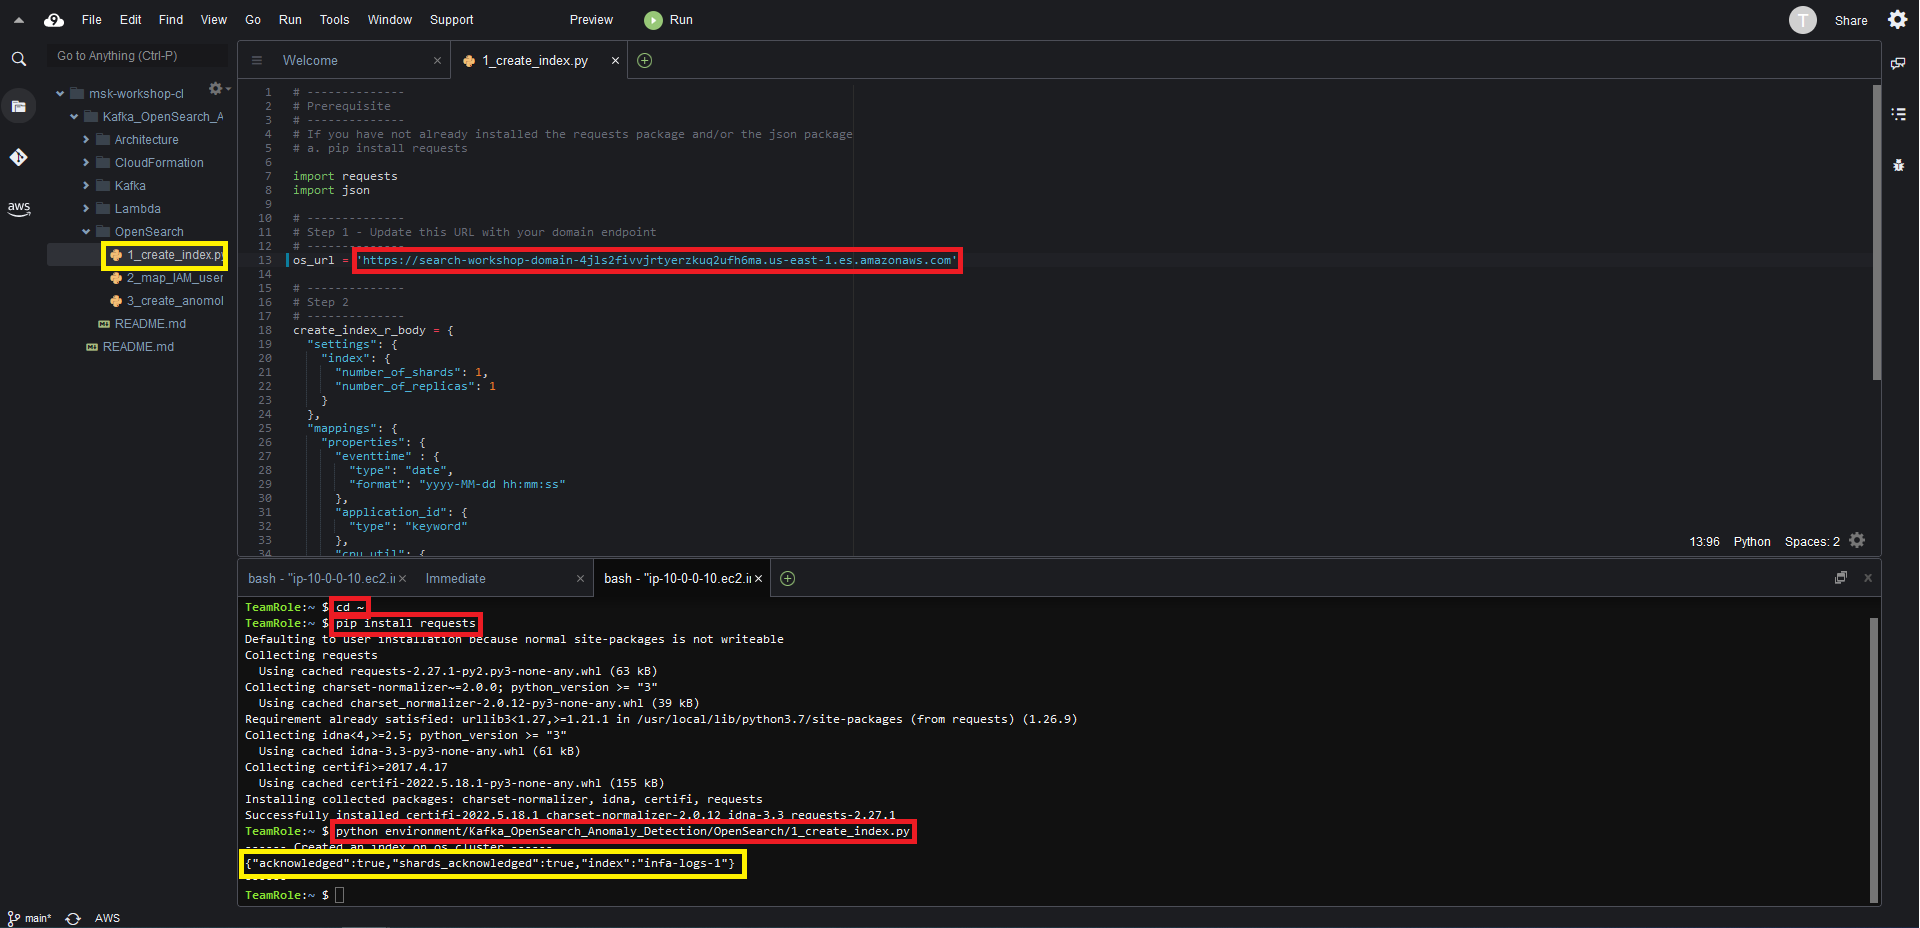 File Edit Find View Go Run Tools Window Support Preview Run T Share
Go to Anything (Ctrl-P)
aws
msk-workshop-cl
Kafka_OpenSearch_A
Architecture
CloudFormation
Kafka
Lambda
OpenSearch
1_create_index.py
2_map_IAM_user
3_create_anomol
README.md
README.md
Welcome
1_create_index.py
1 # --------------
2 # Prerequisite
3 # --------------
4 # If you have not already installed the requests package and/or the json package
5 # a. pip install requests
6
7 import requests
8 import json
9
10 # --------------
11 # Step 1 - Update this URL with your domain endpoint
12 # --------------
13 os_url = 'https://search-workshop-domain-4jls2fivvjrtyerzkuq2ufh6ma.us-east-1.es.amazonaws.com'
14
15 # --------------
16 # Step 2
17 # --------------
18 create_index_r_body = {
19 "settings": {
20 "index": {
21 "number_of_shards": 1,
22 "number_of_replicas": 1
23 }
24 },
25 "mappings": {
26 "properties": {
27 "eventtime" : {
28 "type": "date",
29 "format": "yyyy-MM-dd hh:mm:ss"
30 },
31 "application_id": {
32 "type": "keyword"
33 },
34 "cpu_util": {
13:96 Python Spaces: 2
bash - "ip-10-0-0-10.ec2.i
Immediate
bash - "ip-10-0-0-10.ec2.i
TeamRole:~ $ cd ~
TeamRole:~ $ pip install requests
Defaulting to user installation because normal site-packages is not writeable
Collecting requests
Using cached requests-2.27.1-py2.py3-none-any.whl (63 kB)
Collecting charset-normalizer~=2.0.0; python_version >= "3"
Using cached charset_normalizer-2.0.12-py3-none-any.whl (39 kB)
Requirement already satisfied: urllib3<1.27,>=1.21.1 in /usr/local/lib/python3.7/site-packages (from requests) (1.26.9)
Collecting idna<4,>=2.5; python_version >= "3"
Using cached idna-3.3-py3-none-any.whl (61 kB)
Collecting certifi>=2017.4.17
Using cached certifi-2022.5.18.1-py3-none-any.whl (155 kB)
Installing collected packages: charset-normalizer, idna, certifi, requests
Successfully installed certifi-2022.5.18.1 charset-normalizer-2.0.12 idna-3.3 requests-2.27.1
TeamRole:~ $ python environment/Kafka_OpenSearch_Anomaly_Detection/OpenSearch/1_create_index.py
------ Created an index on os cluster ------
{"acknowledged":true,"shards_acknowledged":true,"index":"infa-logs-1"}
------
TeamRole:~ $
main* AWS